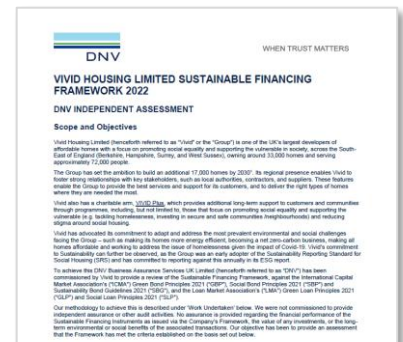 DNV
WHEN TRUST MATTERS
VIVID HOUSING LIMITED SUSTAINABLE FINANCING
FRAMEWORK 2022
DNV INDEPENDENT ASSESSMENT
Scope and Objectives
Vivid Housing Limited (henceforth referred to as "Vivid" or the "Group") is one of the UK's largest developers of
affordable homes with a focus on promoting social equality and supporting the vulnerable in society, across the South-
East of England (Berkshire, Hampshire, Surrey, and West Sussex), owning around 33,000 homes and serving
approximately 72,000 people.
The Group has set the ambition to build an additional 17,000 homes by 2030'. Its regional presence enables Vivid to
foster strong relationships with key stakeholders, such as local authorities, contractors, and suppliers. These features
enable the Group to provide the best services and support for its customers, and to deliver the right types of homes
where they are needed the most.
Vivid also has a charitable arm, VIVID Plus, which provides additional long-term support to customers and communities
through programmes, including, but not limited to, those that focus on promoting social equality and supporting the
vulnerable (e.g. tackling homelessness, investing in secure and safe communities /neighbourhoods) and reducing
stigma around social housing.
Vivid has advocated its commitment to adapt and address the most prevalent environmental and social challenges
facing the Group – such as making its homes more energy efficient, becoming a net zero-carbon business, making all
homes affordable and working to address the issue of homelessness given the impact of Covid-19. Vivid's commitment
to Sustainability can further be observed, as the Group was an early adopter of the Sustainability Reporting Standard for
Social Housing (SRS) and has committed to reporting against this annually in its ESG report.
To achieve the DNV Business Assurance Services UK Limited (henceforth referred to as "DNV") has been
commissioned by Vivid to provide a review of the Sustainable Financing Framework, against the International Capital
Market Association's ("ICMA") Green Bond Principles 2021 ("GBP"), Social Bond Principles 2021 ("SBP") and
Sustainability Bond Guidelines 2021 ("SBG"), and the Loan Market Association's ("LMA") Green Loan Principles 2021
("GLP") and Social Loan Principles 2021 ("SLP").
Our methodology to achieve this is described under 'Work Undertaken' below. We were not commissioned to provide
independent assurance or other audit activities. No assurance is provided regarding the financial performance of the
Sustainable Financing Instruments as issued via the Company's Framework, the value of any investments, or the long-
term environmental or social benefits of the associated transactions. Our objective has been to provide an assessment
that the Framework has met the criteria established on the basis set out below.